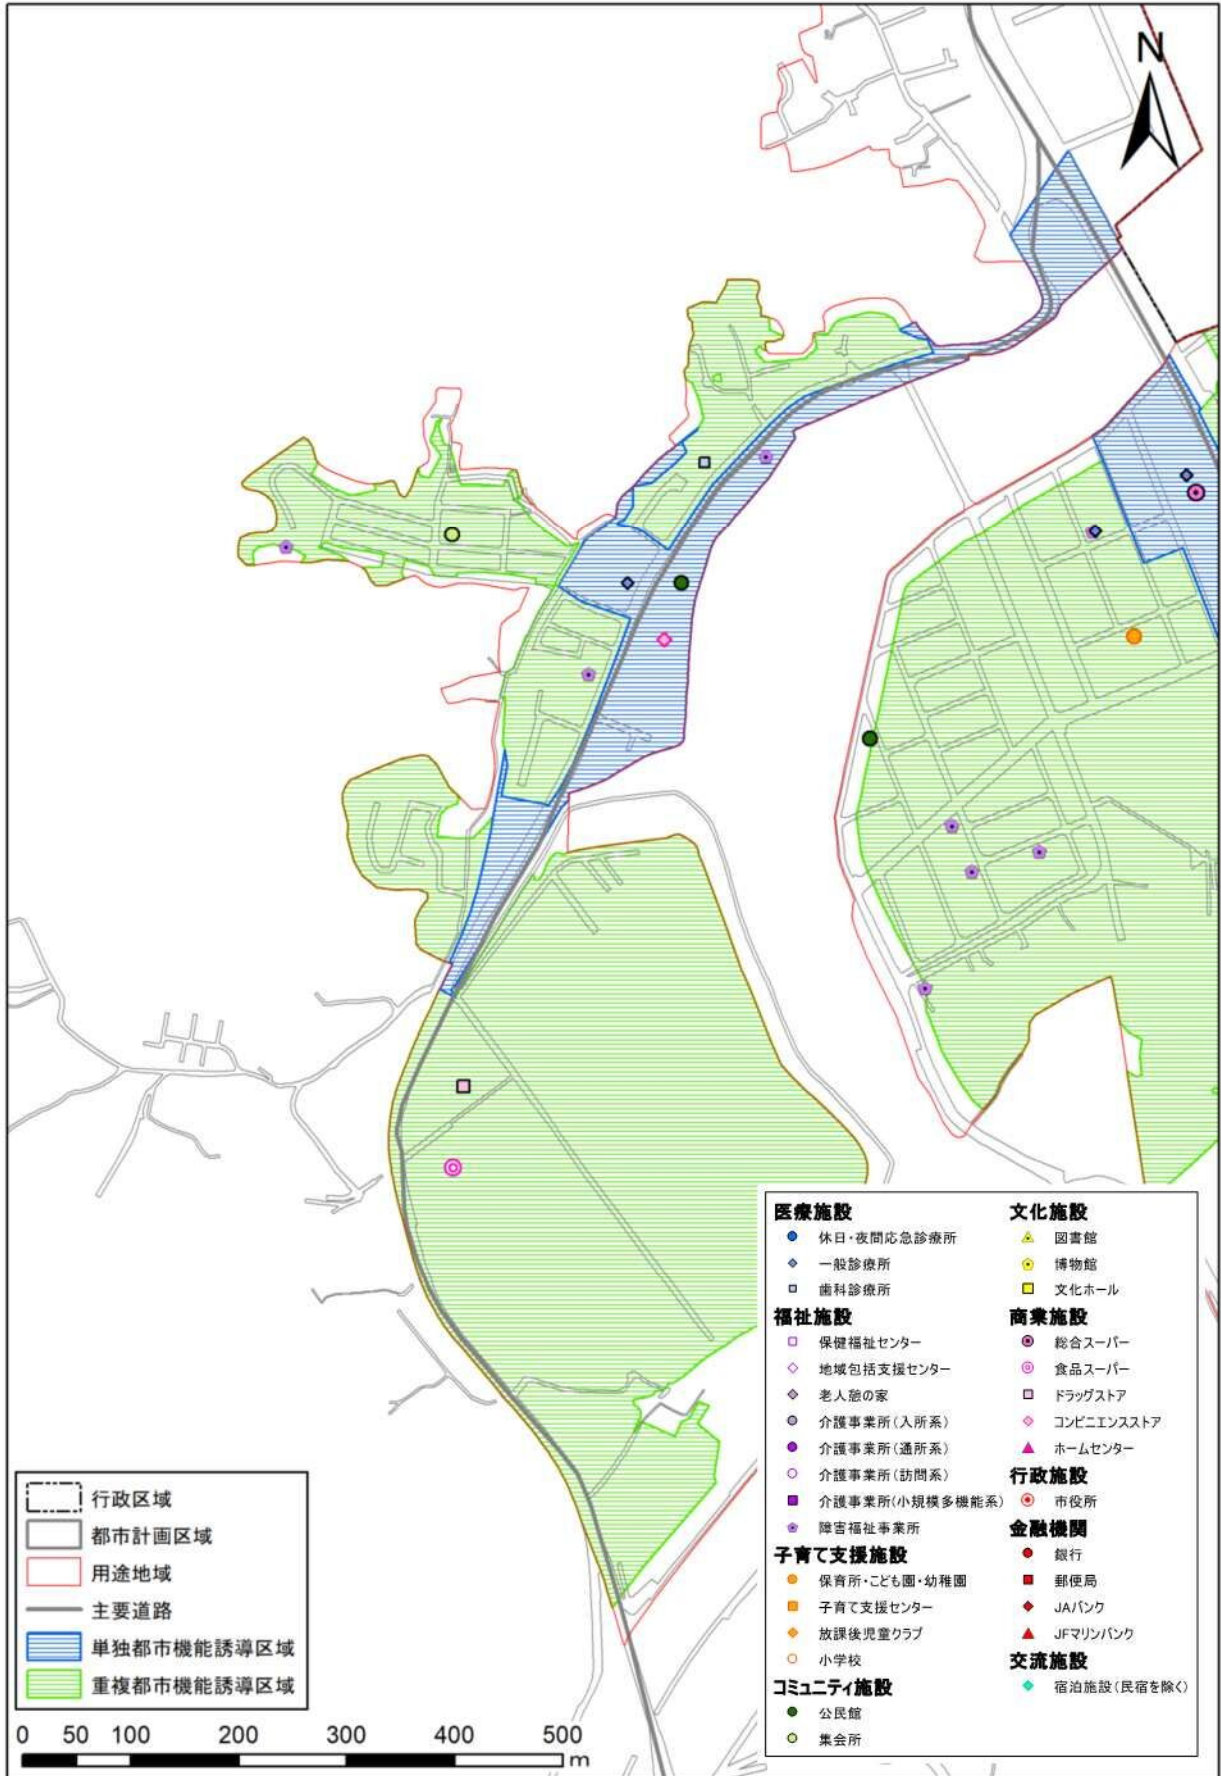 N
医療施設
休日・夜間応急診療所
一般診療所
歯科診療所
福祉施設
保健福祉センター
地域包括支援センター
老人憩の家
介護事業所(入所系)
介護事業所(通所系)
介護事業所(訪問系)
介護事業所(小規模多機能系)
障害福祉事業所
子育て支援施設
保育所・こども園・幼稚園
子育て支援センター
放課後児童クラブ
小学校
コミュニティ施設
公民館
集会所
文化施設
図書館
博物館
文化ホール
商業施設
総合スーパー
食品スーパー
ドラッグストア
コンビニエンスストア
ホームセンター
行政施設
市役所
金融機関
銀行
郵便局
JAバンク
JFマリンバンク
交流施設
宿泊施設(民宿を除く)
行政区域
都市計画区域
用途地域
主要道路
単独都市機能誘導区域
重複都市機能誘導区域
0 50 100 200 300 400 500
m